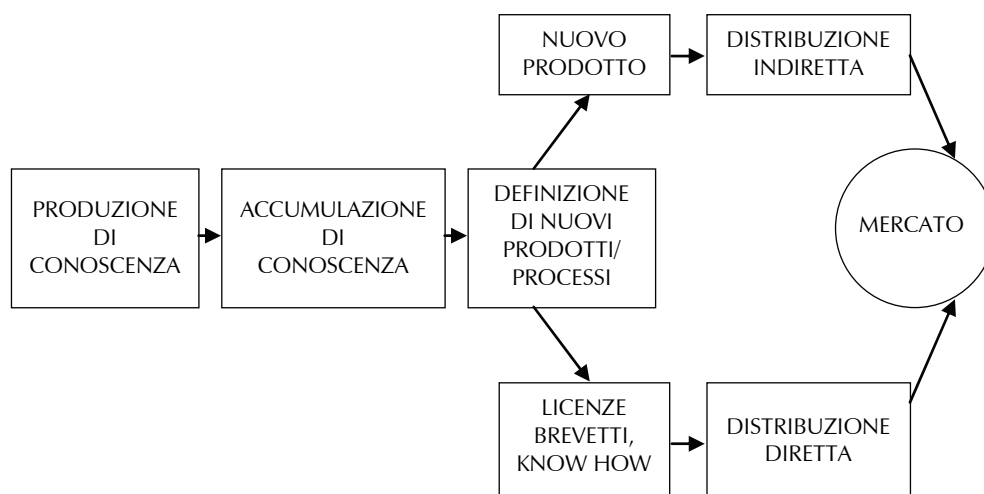 NUOVO
PRODOTTO
DISTRIBUZIONE
INDIRETTA
PRODUZIONE
DI
CONOSCENZA
ACCUMULAZIONE
DI
CONOSCENZA
DEFINIZIONE
DI NUOVI
PRODOTTI/
PROCESSI
MERCATO
LICENZE
BREVETTI,
KNOW HOW
DISTRIBUZIONE
DIRETTA